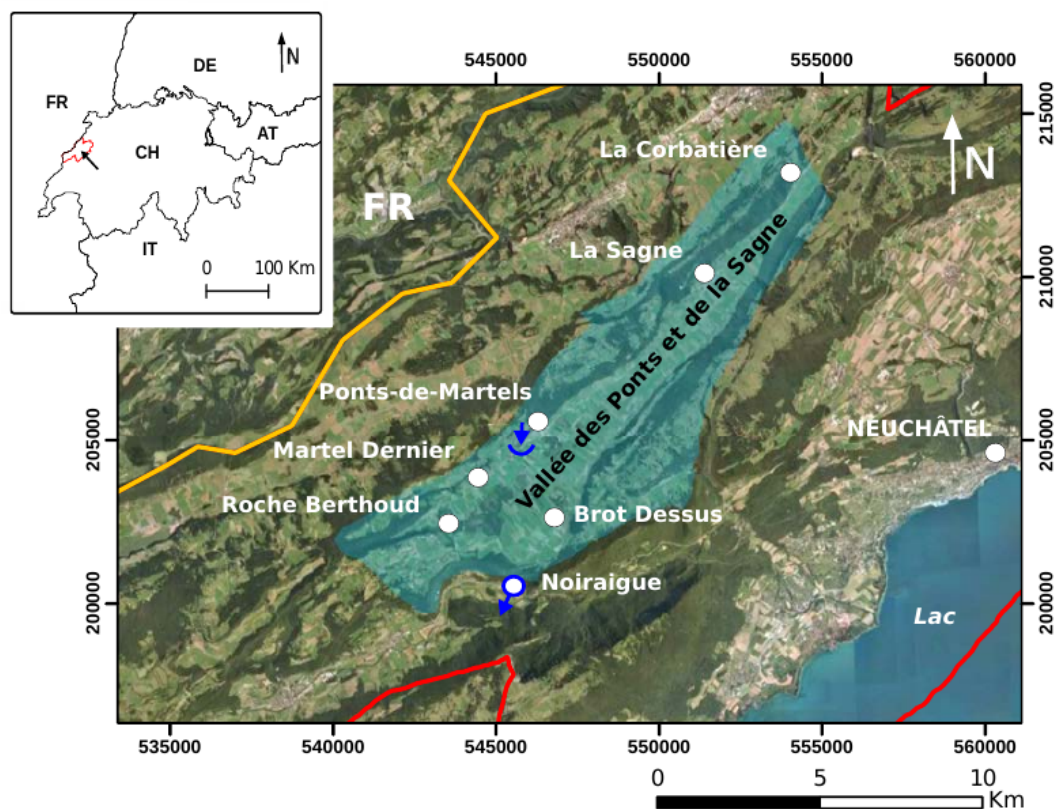 N
DE
FR
AT
CH
IT
0 100 Km
545000 550000 555000 560000
215000
210000
205000
200000
215000
210000
205000
200000
N
FR
La Corbatière
La Sagne
Vallée des Ponts et de la Sagne
Ponts-de-Martels
Martel Dernier
NEUCHÂTEL
Roche Berthoud
Brot Dessus
Noiraigue
Lac
535000 540000 545000 550000 555000 560000
0 5 10
Km